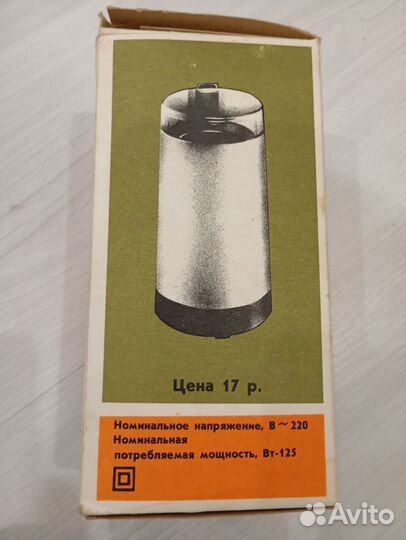 Цена 17 р.
Номинальное напряжение, В ~ 220
Номинальная
потребляемая мощность, Вт-125
Avito